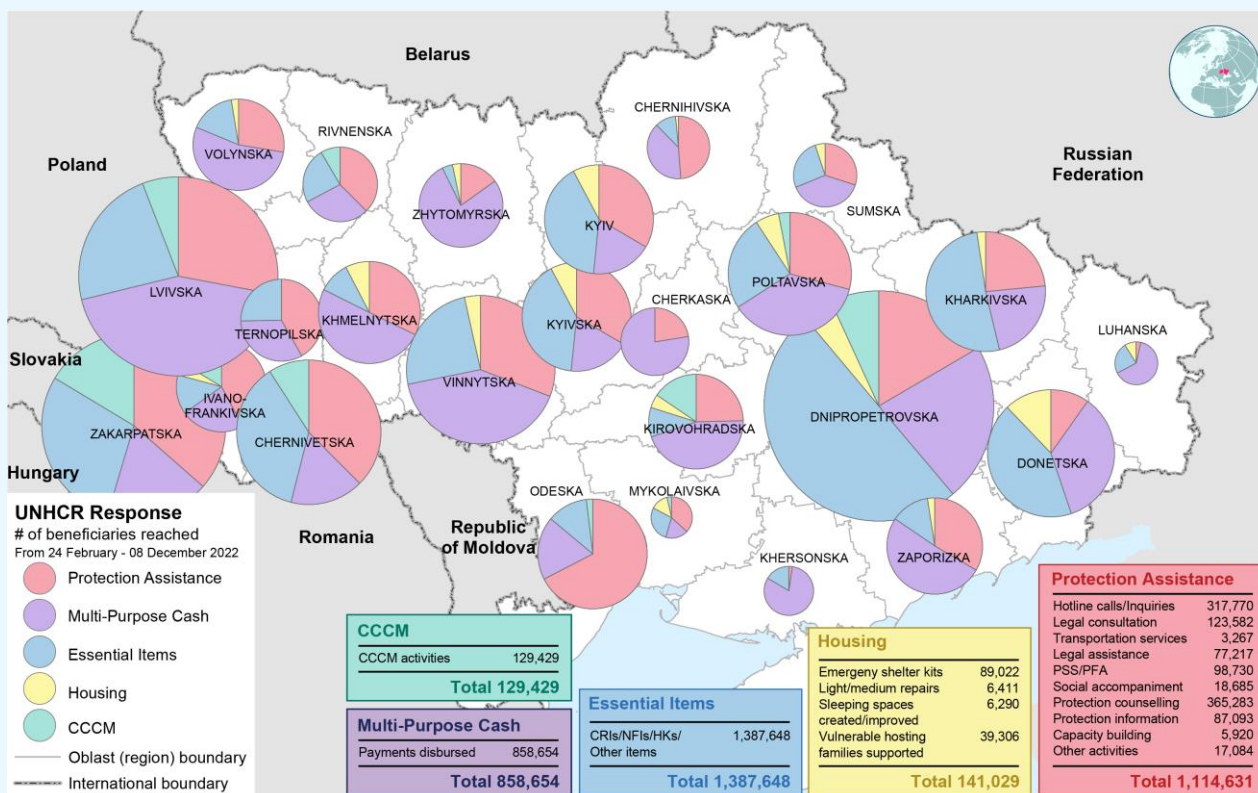 Belarus
Poland
Russian
Federation
Slovakia
Hungary
Romania
Republic
of Moldova
VOLYNSKA
RIVNENSKA
ZHYTOMYRSKA
KYIV
CHERNIHIVSKA
SUMSKA
LVIVSKA
TERNOPILSKA
KHMELNYTSKA
KYIVSKA
CHERKASKA
POLTAVSKA
KHARKIVSKA
LUHANSKA
ZAKARPATSKA
IVANO-
FRANKIVSKA
CHERNIVETSKA
VINNYTSKA
KIROVOHRADSKA
DNIPROPETROVSKA
DONETSKA
ODESKA
MYKOLAIVSKA
KHERSONSKA
ZAPORIZKA
UNHCR Response
# of beneficiaries reached
From 24 February - 08 December 2022
Protection Assistance
Multi-Purpose Cash
Essential Items
Housing
CCCM
Oblast (region) boundary
International boundary
CCCM
CCCM activities 129,429
Total 129,429
Multi-Purpose Cash
Payments disbursed 858,654
Total 858,654
Essential Items
CRIs/NFIs/HKs/ 1,387,648
Other items
Total 1,387,648
Housing
Emergeny shelter kits 89,022
Light/medium repairs 6,411
Sleeping spaces 6,290
created/improved
Vulnerable hosting 39,306
families supported
Total 141,029
Protection Assistance
Hotline calls/Inquiries 317,770
Legal consultation 123,582
Transportation services 3,267
Legal assistance 77,217
PSS/PFA 98,730
Social accompaniment 18,685
Protection counselling 365,283
Protection information 87,093
Capacity building 5,920
Other activities 17,084
Total 1,114,631